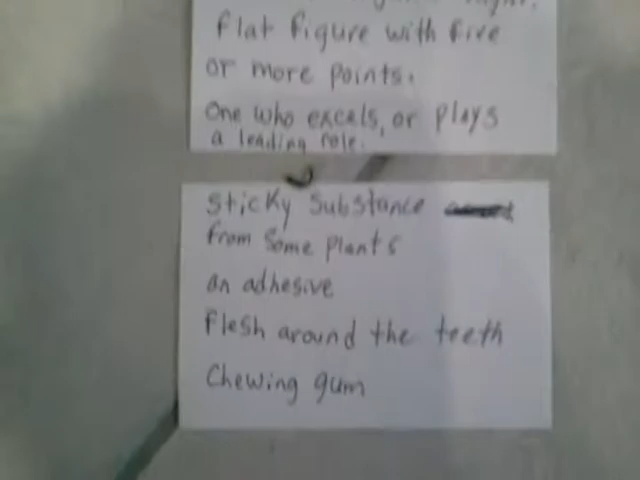 Flat figure with five
or more points.
One who excels, or plays
a leading role.
Sticky Substance
from Some plants
an adhesive
Flesh around the teeth
Chewing gum